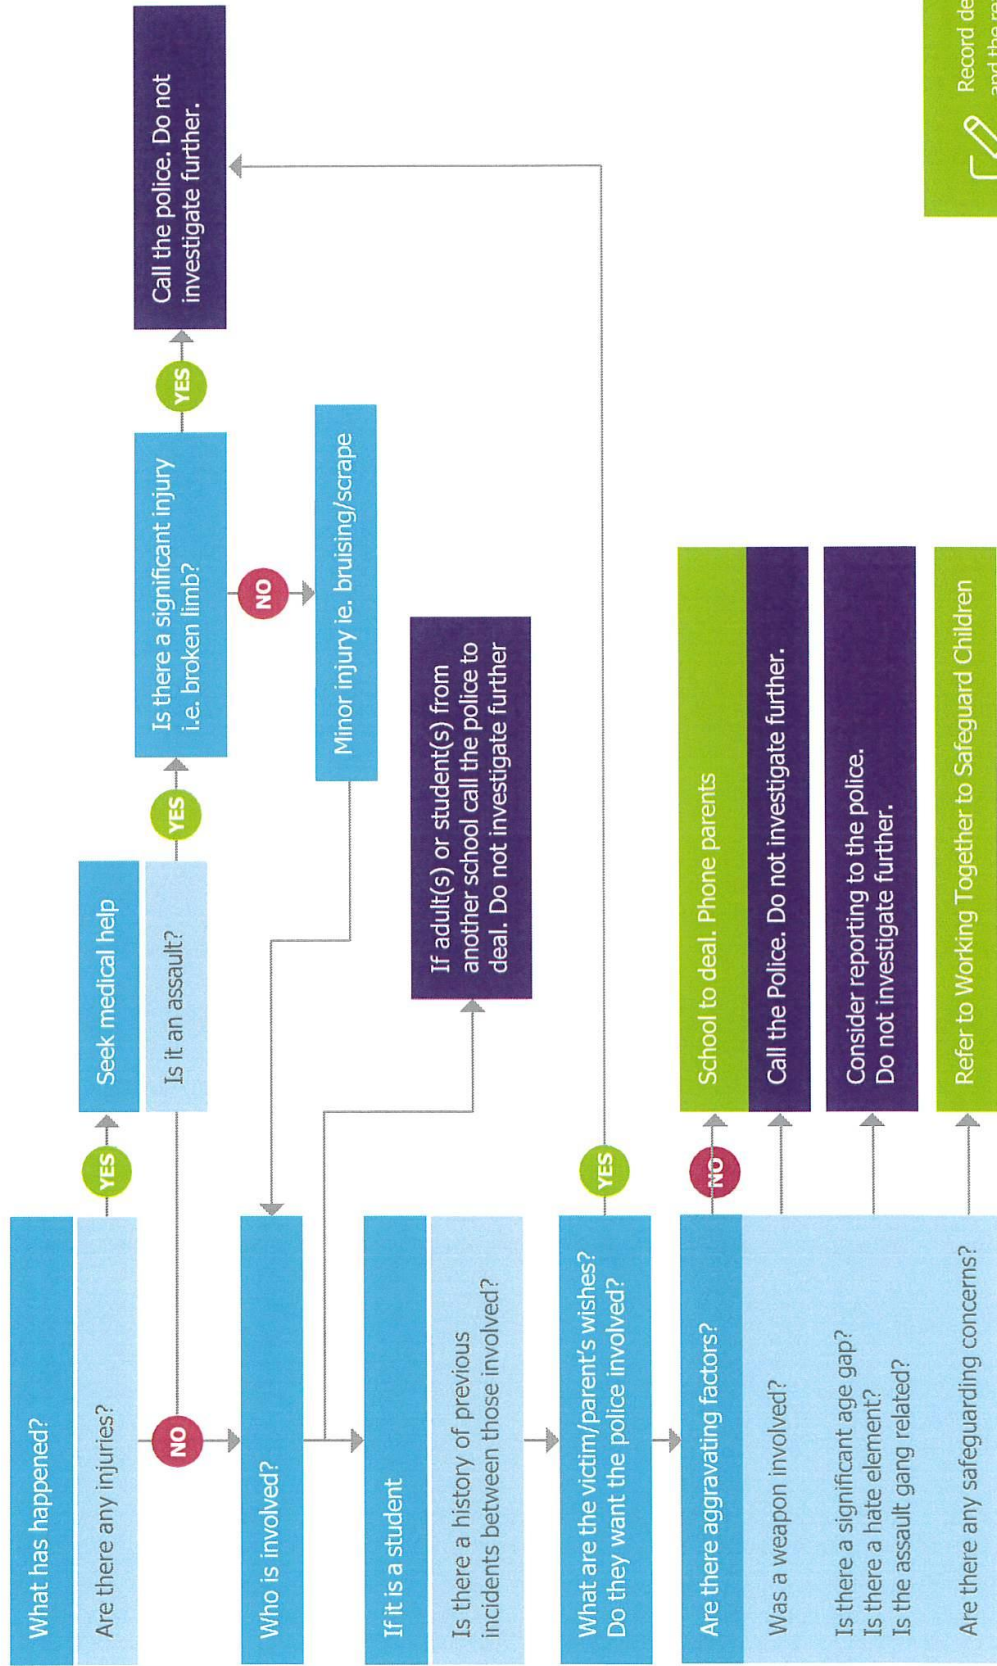 What has happened?
Are there any injuries?
YES
Seek medical help
Is it an assault?
YES
Is there a significant injury
i.e. broken limb?
YES
Call the police. Do not
investigate further.
NO
Minor injury ie. bruising/scrape
NO
Who is involved?
If adult(s) or student(s) from
another school call the police to
deal. Do not investigate further
If it is a student
Is there a history of previous
incidents between those involved?
What are the victim/parent's wishes?
Do they want the police involved?
YES
Are there aggravating factors?
NO
School to deal. Phone parents
Was a weapon involved?
Call the Police. Do not investigate further.
Is there a significant age gap?
Is there a hate element?
Is the assault gang related?
Consider reporting to the police.
Do not investigate further.
Are there any safeguarding concerns?
Refer to Working Together to Safeguard Children
Record
and the